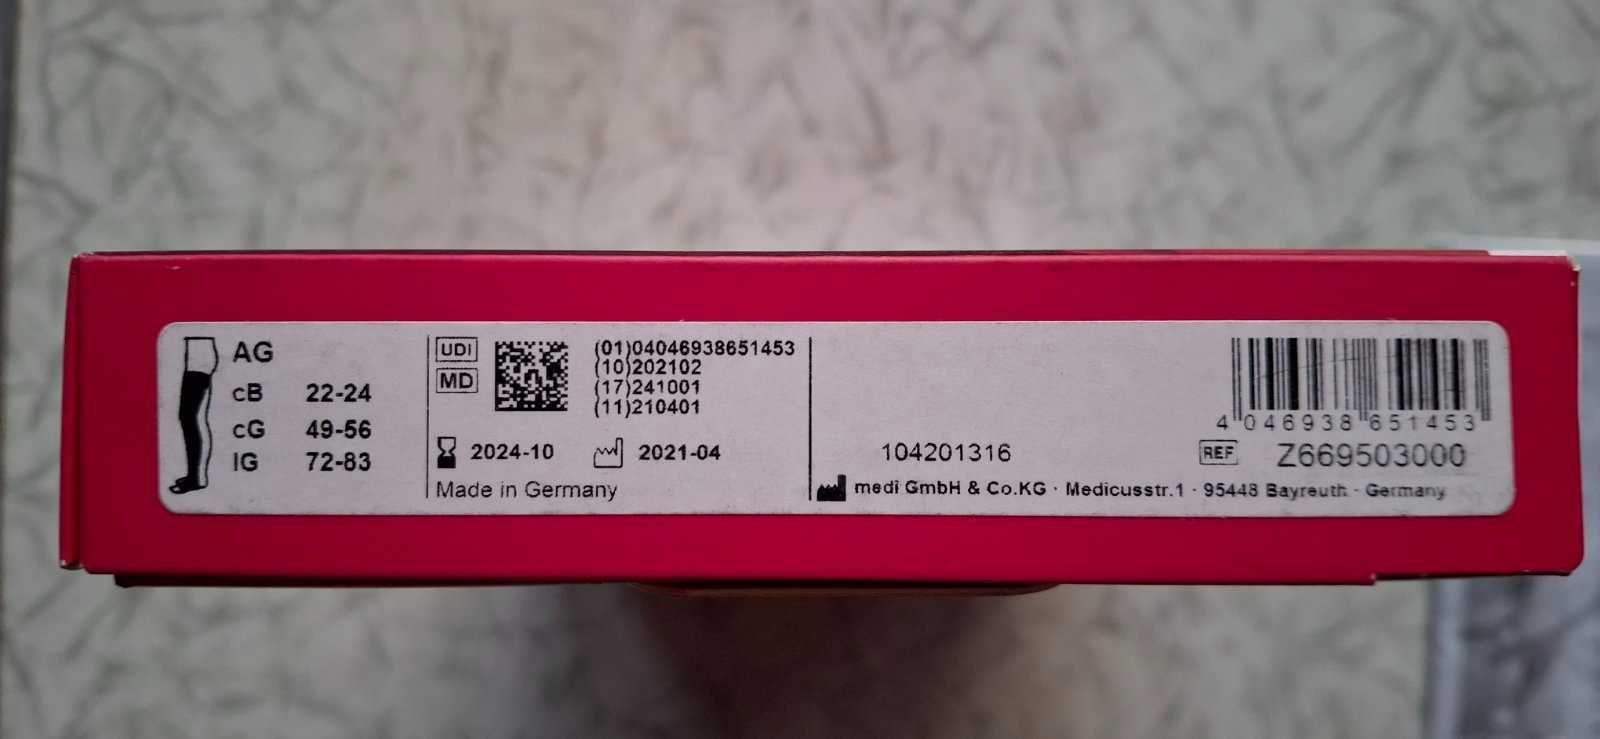 AG
cB 22-24
cG 49-56
lG 72-83
UDI
MD
(01)04046938651453
(10)202102
(17)241001
(11)210401
2024-10 2021-04
Made in Germany
4 046938 651453
104201316 REF Z669503000
medi GmbH & Co.KG · Medicusstr.1 · 95448 Bayreuth - Germany